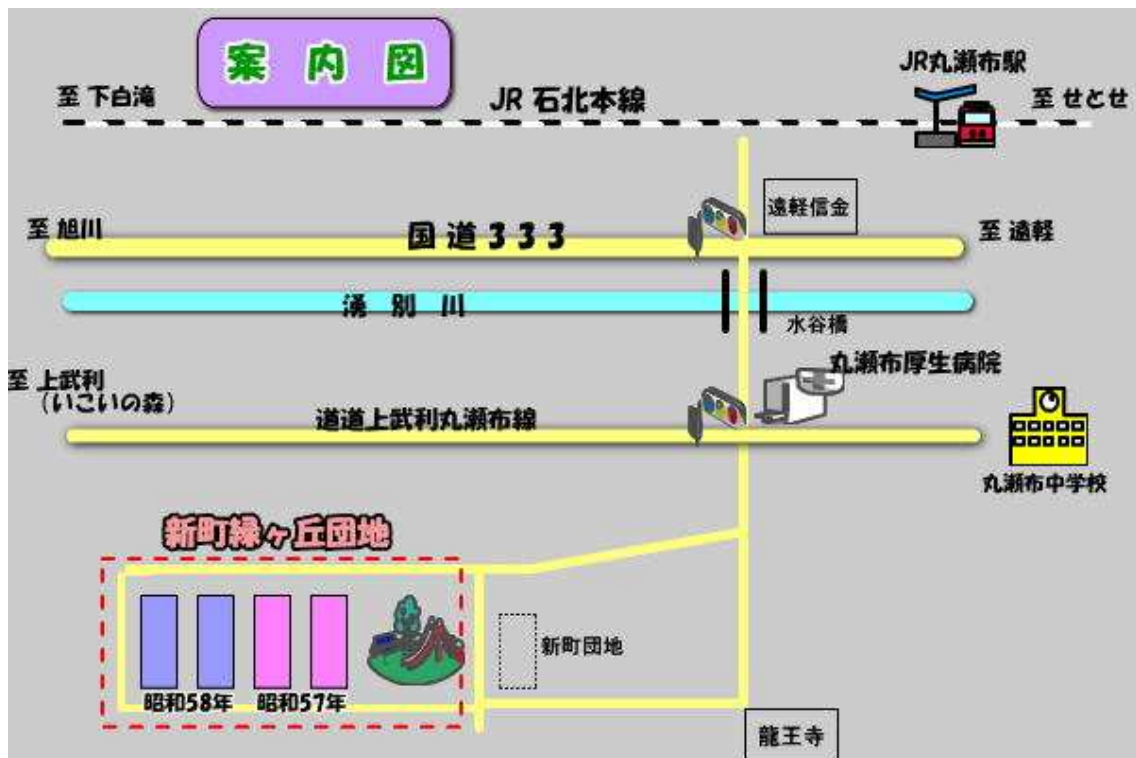 案 内 図
JR丸瀬布駅
至 下白滝
JR 石北本線
至 せとせ
遠軽信金
至 旭川
国道333
至 遠軽
湧 別 川
水谷橋
丸瀬布厚生病院
至 上武利
(いこいの森)
道道上武利丸瀬布線
丸瀬布中学校
新町緑ヶ丘団地
新町団地
昭和58年
昭和57年
龍王寺